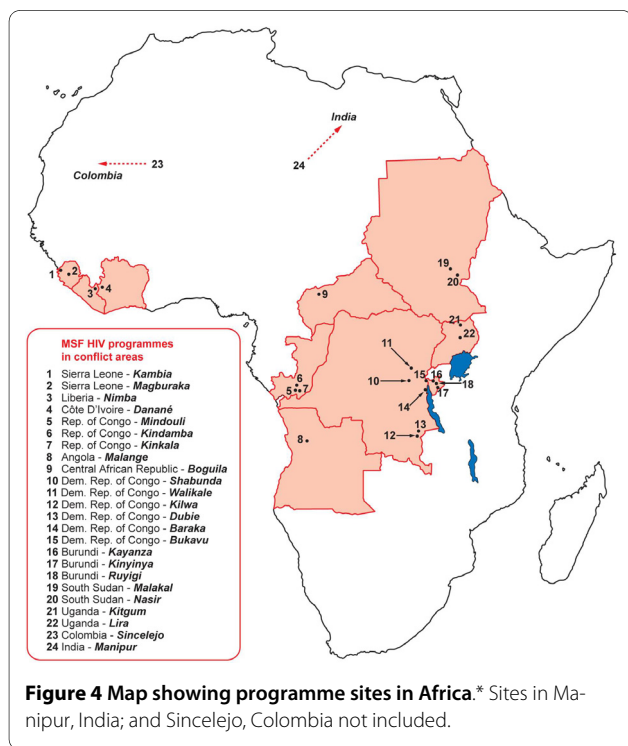 India
23
24
Colombia
19
20
1
2
3
4
9
21
22
11
6
5
7
10
15
16
18
17
14
8
13
12
MSF HIV programmes
in conflict areas
1 Sierra Leone - Kambia
2 Sierra Leone - Magburaka
3 Liberia - Nimba
4 Côte D'Ivoire - Danané
5 Rep. of Congo - Mindouli
6 Rep. of Congo - Kindamba
7 Rep. of Congo - Kinkala
8 Angola - Malange
9 Central African Republic - Boguila
10 Dem. Rep. of Congo - Shabunda
11 Dem. Rep. of Congo - Walikale
12 Dem. Rep. of Congo - Kilwa
13 Dem. Rep. of Congo - Dubie
14 Dem. Rep. of Congo - Baraka
15 Dem. Rep. of Congo - Bukavu
16 Burundi - Kayanza
17 Burundi - Kinyinya
18 Burundi - Ruyigi
19 South Sudan - Malakal
20 South Sudan - Nasir
21 Uganda - Kitgum
22 Uganda - Lira
23 Colombia - Sincelejo
24 India - Manipur
Figure 4 Map showing programme sites in Africa.* Sites in Ma-
nipur, India; and Sincelejo, Colombia not included.